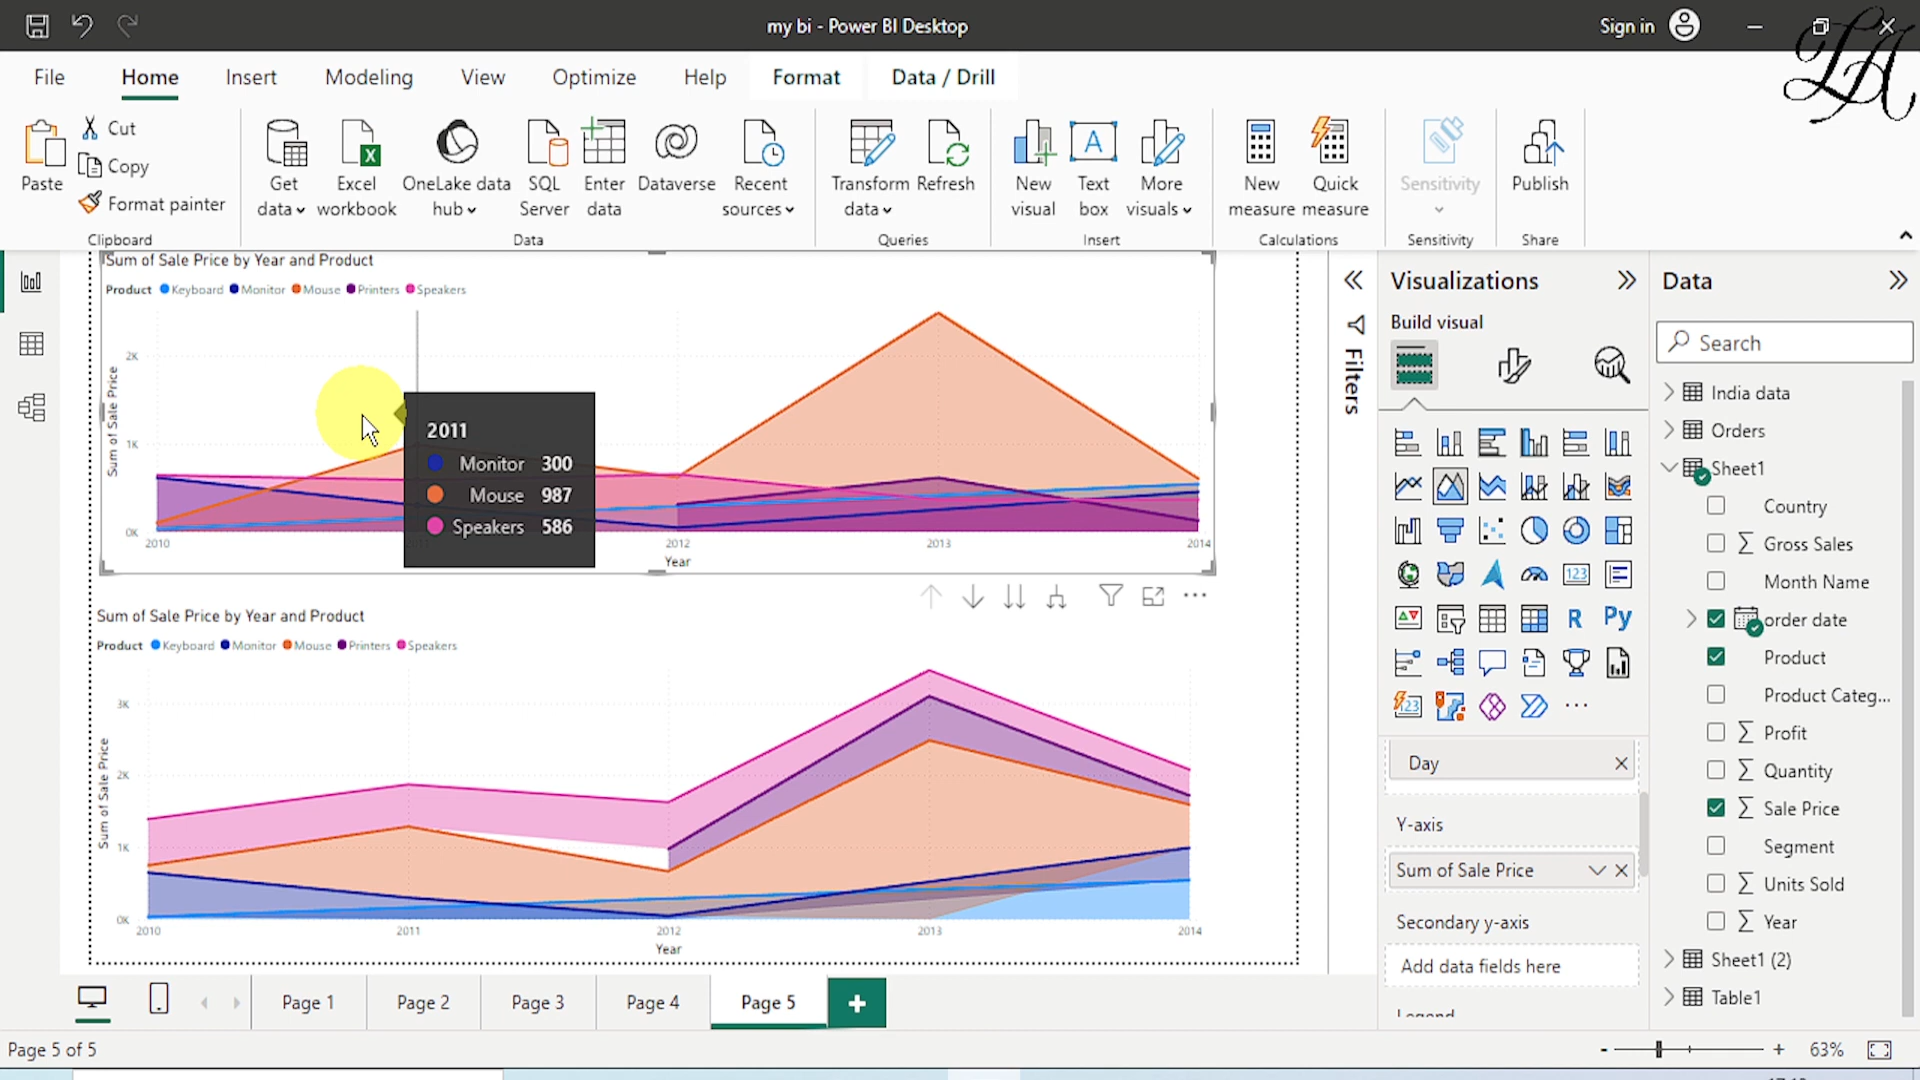 my bi - Power BI Desktop
Sign in
LA
File Home Insert Modeling View Optimize Help Format Data / Drill
Paste
Cut
Copy
Format painter
Clipboard
Get data
Excel workbook
OneLake data hub
SQL Server
Enter data
Dataverse
Recent sources
Data
Transform data
Refresh
Queries
New visual
A
Text box
More visuals
Insert
New measure
Quick measure
Calculations
Sensitivity
Sensitivity
Publish
Share
Sum of Sale Price by Year and Product
Product Keyboard Monitor Mouse Printers Speakers
Sum of Sale Price
2K
1K
0K
2010 2012 2013 2014
Year
2011
Monitor 300
Mouse 987
Speakers 586
Sum of Sale Price by Year and Product
Product Keyboard Monitor Mouse Printers Speakers
Sum of Sale Price
3K
2K
1K
0K
2010 2011 2012 2013 2014
Year
Filters
Visualizations
Build visual
123
R Py
123
Day
Y-axis
Sum of Sale Price
Secondary y-axis
Add data fields here
Legend
Data
Search
India data
Orders
Sheet1
Country
Gross Sales
Month Name
order date
Product
Product Categ...
Profit
Quantity
Sale Price
Segment
Units Sold
Year
Sheet1 (2)
Table1
Page 1 Page 2 Page 3 Page 4 Page 5
Page 5 of 5
63%